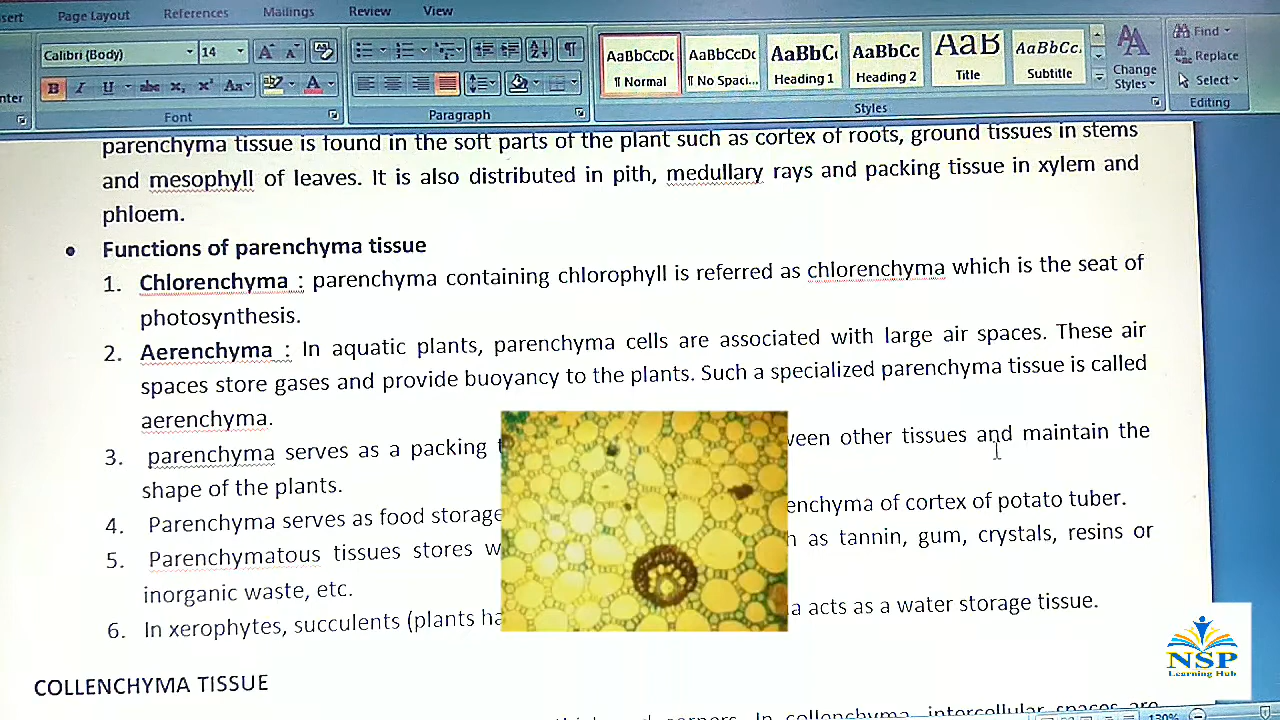 sert Page Layout References Mailings Review View
Calibri (Body) 14
AaBbCcDc AaBbCcDc AaBbC AaBbCc AaB AaBbCc.
¶ Normal ¶ No Spaci... Heading 1 Heading 2 Title Subtitle
Change Styles
Find
Replace
Select
nter
Font Paragraph Styles Editing
parenchyma tissue is found in the soft parts of the plant such as cortex of roots, ground tissues in stems
and mesophyll of leaves. It is also distributed in pith, medullary rays and packing tissue in xylem and
phloem.
• Functions of parenchyma tissue
1. Chlorenchyma : parenchyma containing chlorophyll is referred as chlorenchyma which is the seat of
photosynthesis.
2. Aerenchyma : In aquatic plants, parenchyma cells are associated with large air spaces. These air
spaces store gases and provide buoyancy to the plants. Such a specialized parenchyma tissue is called
aerenchyma.
3. parenchyma serves as a packing ween other tissues and maintain the
shape of the plants.
4. Parenchyma serves as food storage enchyma of cortex of potato tuber.
5. Parenchymatous tissues stores w as tannin, gum, crystals, resins or
inorganic waste, etc.
6. In xerophytes, succulents (plants ha a acts as a water storage tissue.
COLLENCHYMA TISSUE
corners. In collenchyma, intercellular spaces are
130%
NSP
Learning Hub